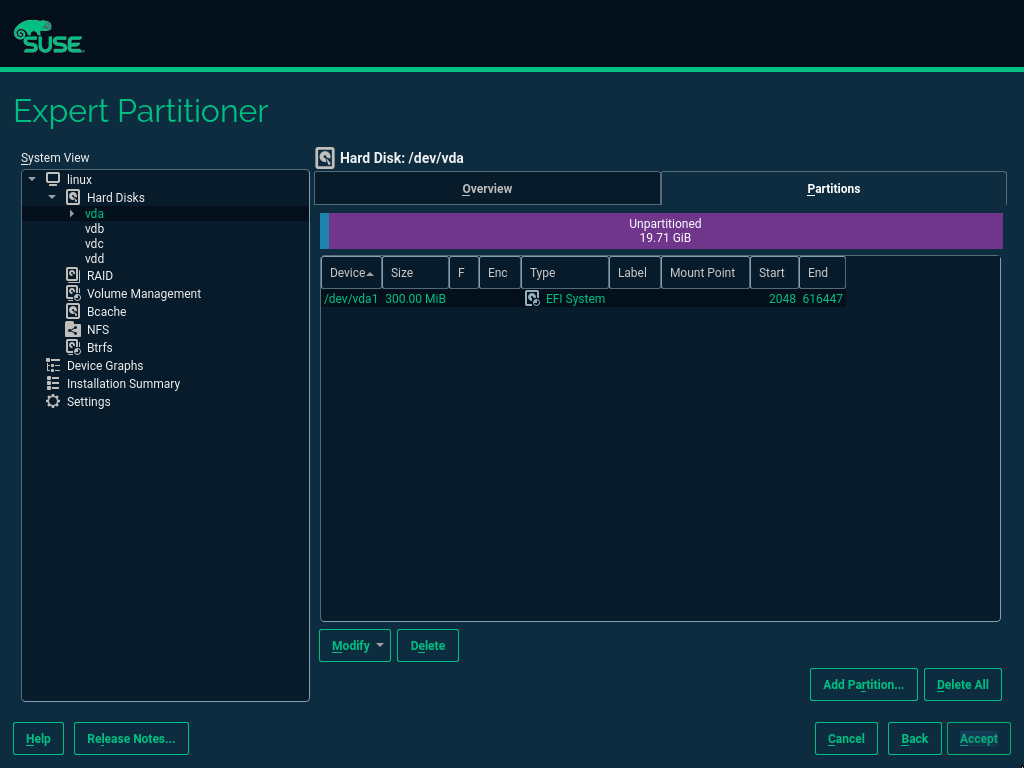 SUSE
Expert Partitioner
System View
linux
Hard Disks
vda
vdb
vdc
vdd
RAID
Volume Management
Bcache
NFS
Btrfs
Device Graphs
Installation Summary
Settings
Hard Disk: /dev/vda
Overview Partitions
Unpartitioned
19.71 GiB
Device Size F Enc Type Label Mount Point Start End
/dev/vda1 300.00 MiB EFI System 2048 616447
Modify Delete
Add Partition... Delete All
Help Release Notes... Cancel Back Accept